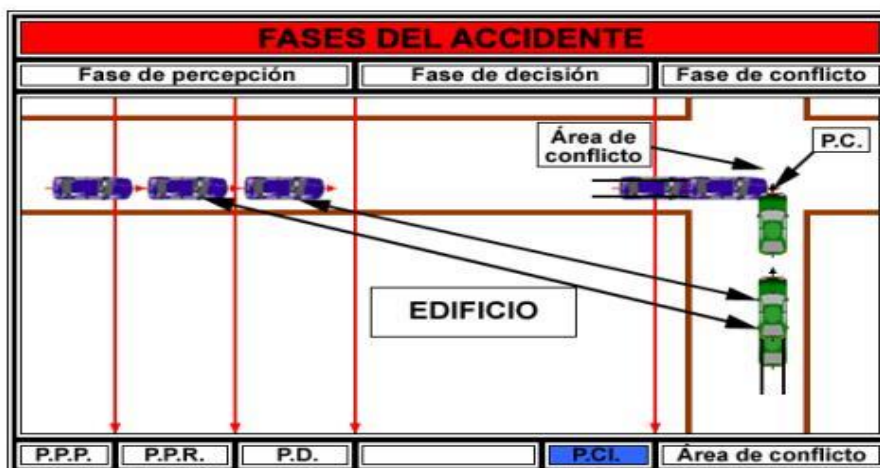 FASES DEL ACCIDENTE
Fase de percepción
Fase de decisión
Fase de conflicto
Área de
conflicto
P.C.
EDIFICIO
P.P.P.
P.P.R.
P.D.
P.CI.
Área de conflicto